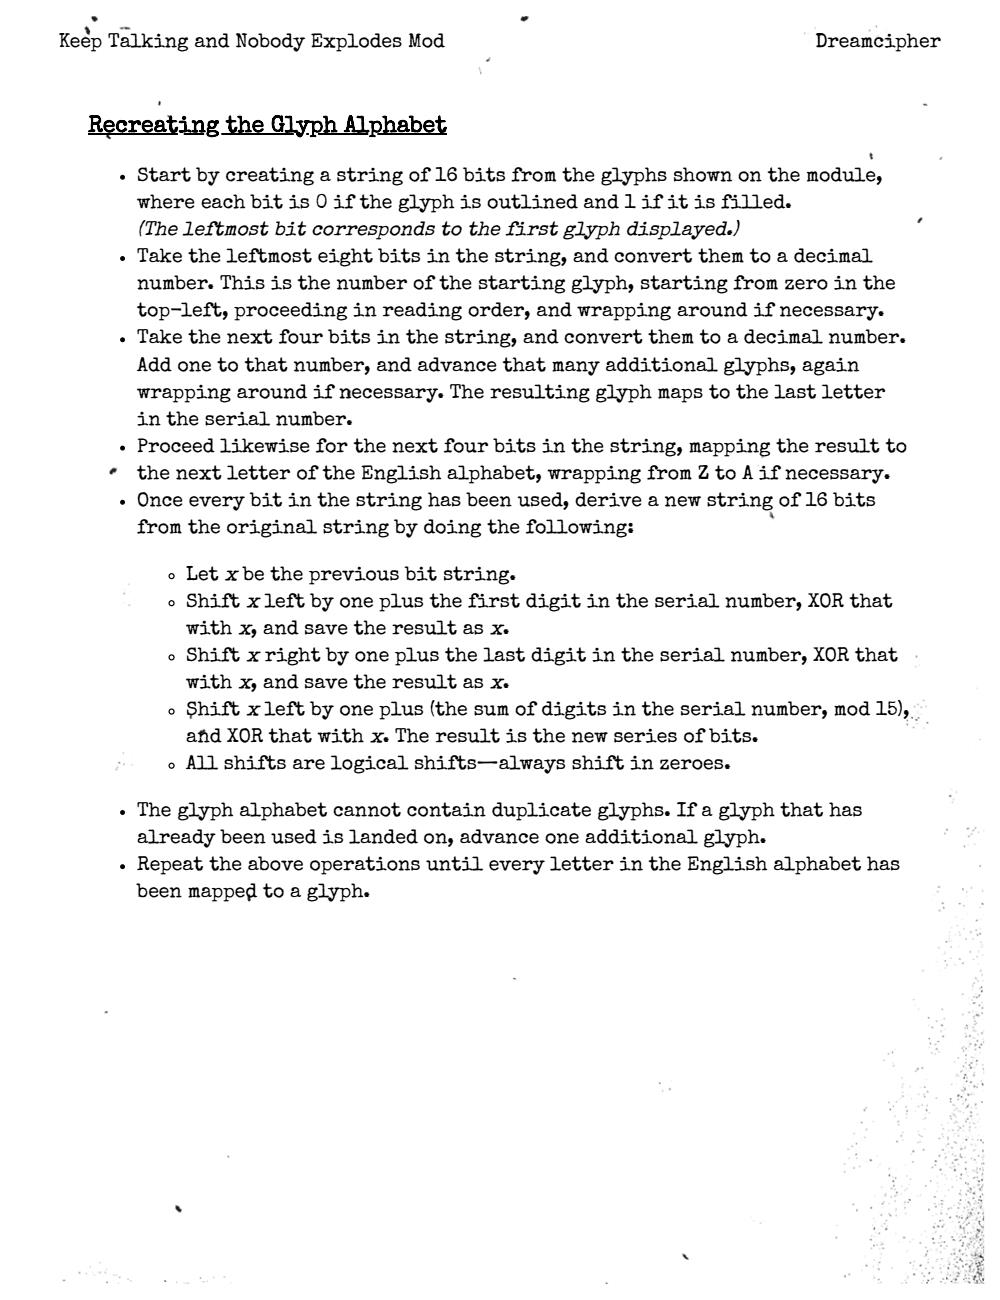 Keep Talking and Nobody Explodes Mod Dreamcipher
Recreating the Glyph Alphabet
• Start by creating a string of 16 bits from the glyphs shown on the module,
where each bit is 0 if the glyph is outlined and 1 if it is filled.
(The leftmost bit corresponds to the first glyph displayed.)
• Take the leftmost eight bits in the string, and convert them to a decimal
number. This is the number of the starting glyph, starting from zero in the
top-left, proceeding in reading order, and wrapping around if necessary.
• Take the next four bits in the string, and convert them to a decimal number.
Add one to that number, and advance that many additional glyphs, again
wrapping around if necessary. The resulting glyph maps to the last letter
in the serial number.
• Proceed likewise for the next four bits in the string, mapping the result to
the next letter of the English alphabet, wrapping from Z to A if necessary.
• Once every bit in the string has been used, derive a new string of 16 bits
from the original string by doing the following:
◦ Let x be the previous bit string.
◦ Shift x left by one plus the first digit in the serial number, XOR that
with x, and save the result as x.
◦ Shift x right by one plus the last digit in the serial number, XOR that
with x, and save the result as x.
◦ Shift x left by one plus (the sum of digits in the serial number, mod 15),
and XOR that with x. The result is the new series of bits.
◦ All shifts are logical shifts—always shift in zeroes.
• The glyph alphabet cannot contain duplicate glyphs. If a glyph that has
already been used is landed on, advance one additional glyph.
• Repeat the above operations until every letter in the English alphabet has
been mapped to a glyph.